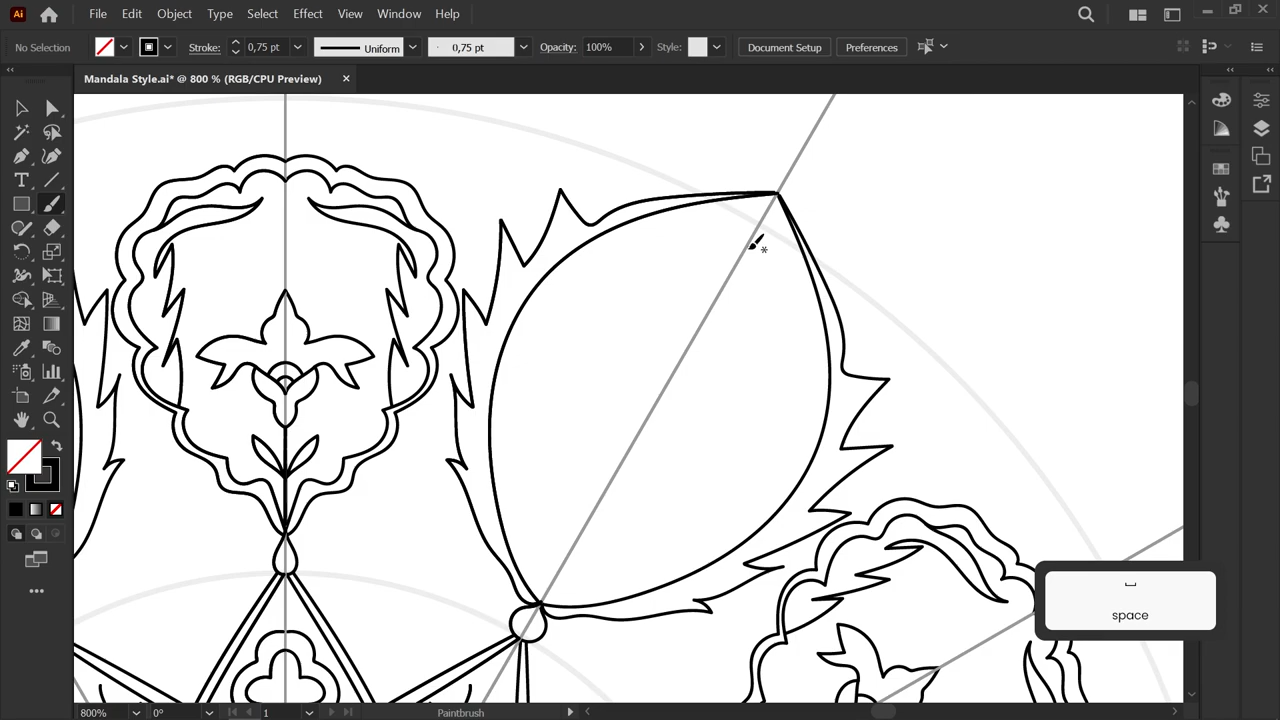 Ai File Edit Object Type Select Effect View Window Help
No Selection Stroke: 0,75 pt Uniform 0,75 pt Opacity: 100% Style: Document Setup Preferences
Mandala Style.ai* @ 800 % (RGB/CPU Preview) ×
space
800% 0° 1 Paintbrush